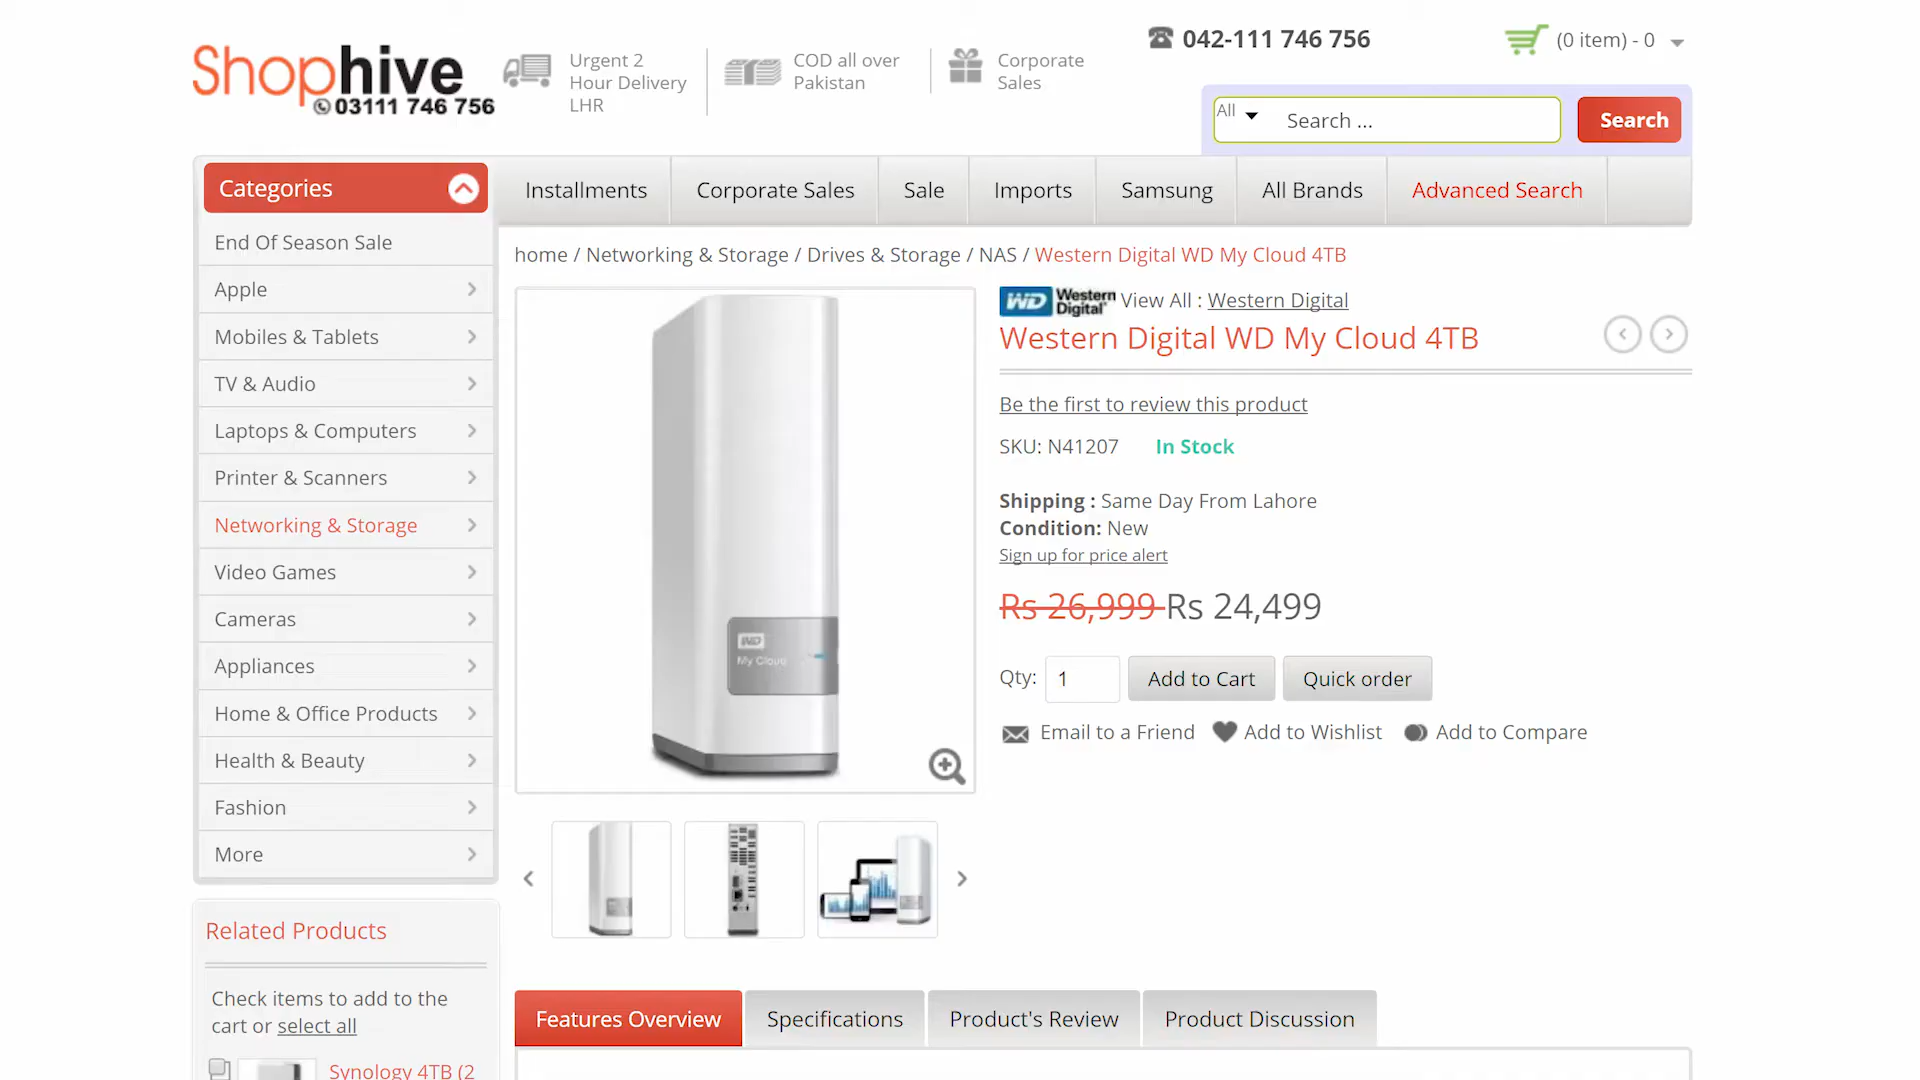 Shophive
03111 746 756
Urgent 2
Hour Delivery
LHR
COD all over
Pakistan
Corporate
Sales
042-111 746 756
(0 item) - 0
All
Search ...
Search
Categories
Installments
Corporate Sales
Sale
Imports
Samsung
All Brands
Advanced Search
End Of Season Sale
Apple
Mobiles & Tablets
TV & Audio
Laptops & Computers
Printer & Scanners
Networking & Storage
Video Games
Cameras
Appliances
Home & Office Products
Health & Beauty
Fashion
More
Related Products
Check items to add to the
cart or select all
Synology 4TB (2
home / Networking & Storage / Drives & Storage / NAS / Western Digital WD My Cloud 4TB
WD
My Cloud
WD Western Digital View All : Western Digital
Western Digital WD My Cloud 4TB
Be the first to review this product
SKU: N41207 In Stock
Shipping : Same Day From Lahore
Condition: New
Sign up for price alert
Rs 26,999 Rs 24,499
Qty: 1 Add to Cart Quick order
Email to a Friend Add to Wishlist Add to Compare
Features Overview
Specifications
Product's Review
Product Discussion